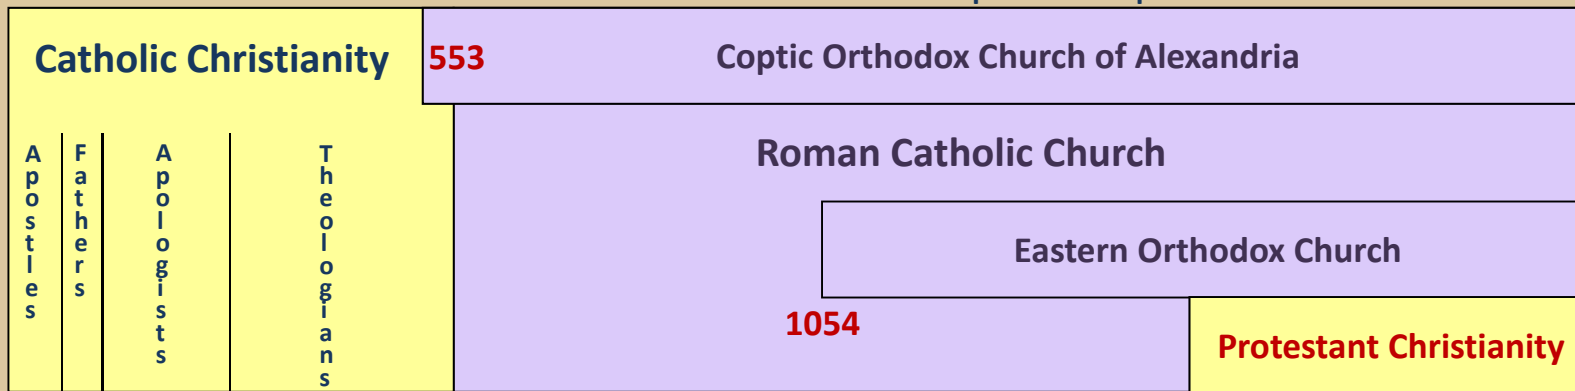 Catholic Christianity
553
Coptic Orthodox Church of Alexandria
Apostles
Fathers
Apologists
Theologians
Roman Catholic Church
Eastern Orthodox Church
1054
Protestant Christianity